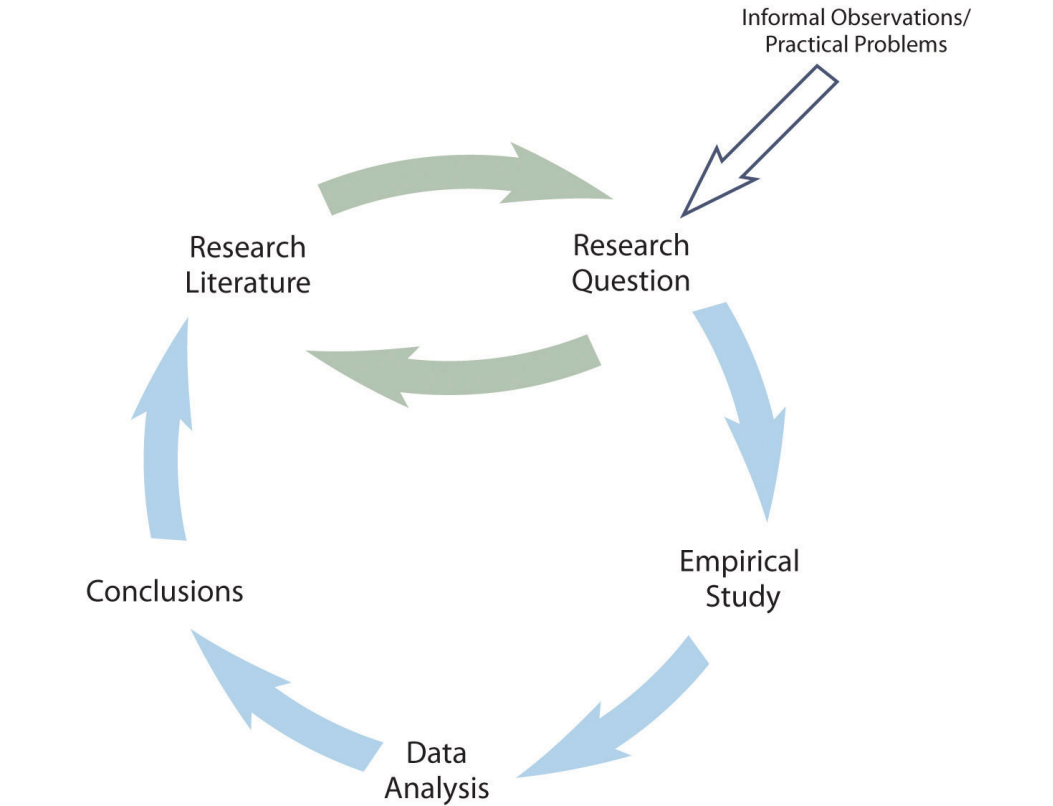 Informal Observations/
Practical Problems
Research
Literature
Research
Question
Empirical
Study
Conclusions
Data
Analysis